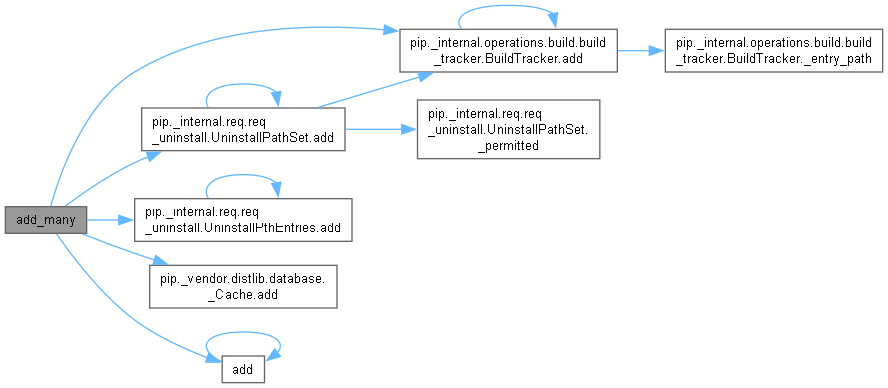 pip._internal.operations.build.build
_tracker.BuildTracker.add
pip._internal.operations.build.build
_tracker.BuildTracker._entry_path
pip._internal.req.req
_uninstall.UninstallPathSet.add
pip._internal.req.req
_uninstall.UninstallPathSet.
_permitted
add_many
pip._internal.req.req
_uninstall.UninstallPthEntries.add
pip._vendor.distlib.database.
_Cache.add
add